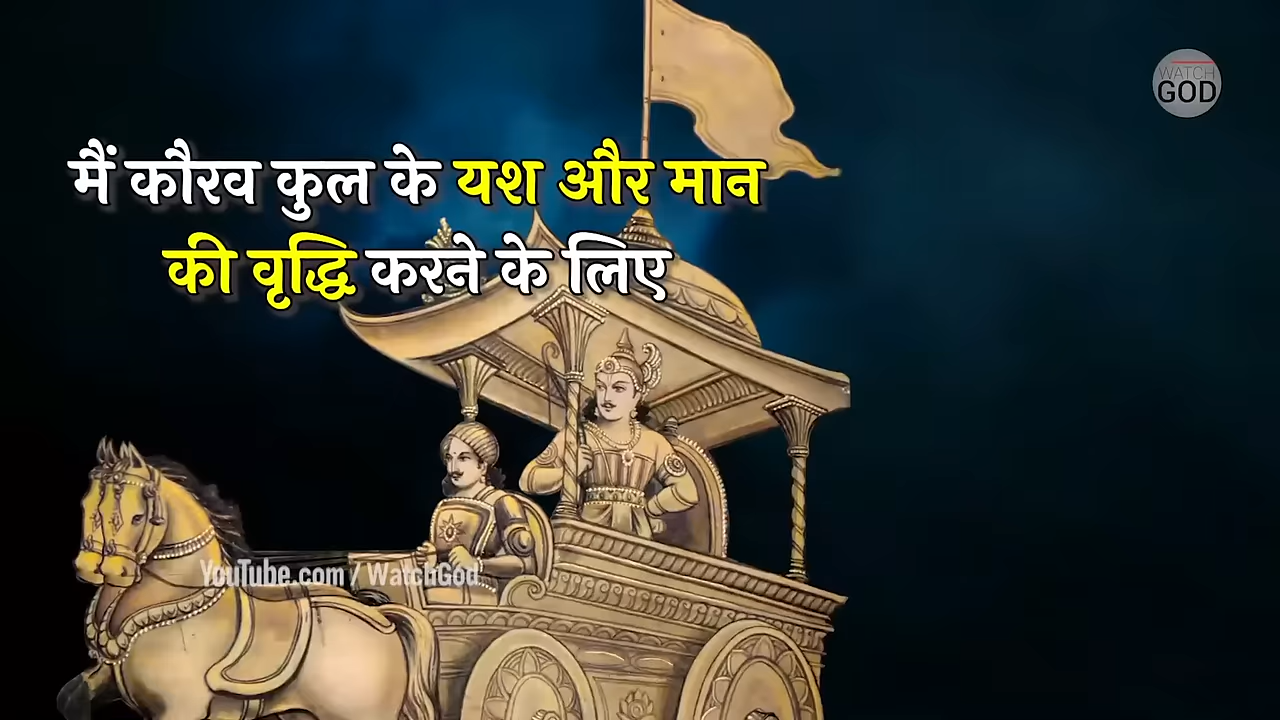 WATCH
GOD
मैं कौरव कुल के यश और मान
की वृद्धि करने के लिए
YouTube.com / WatchGod